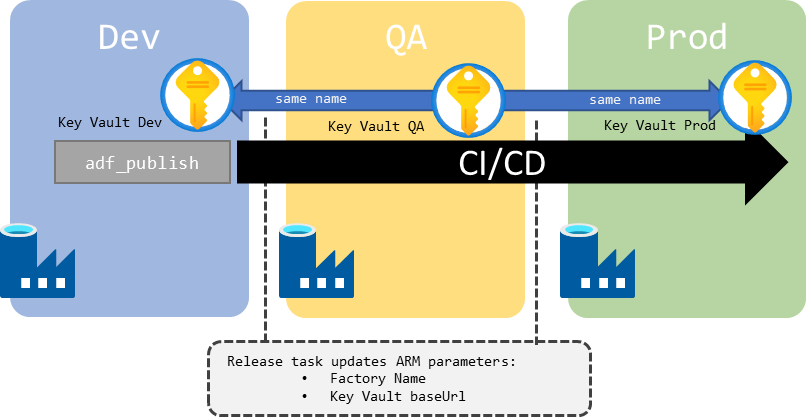 Dev
QA
Prod
same name
same name
Key Vault Dev
Key Vault QA
Key Vault Prod
adf_publish
CI/CD
Release task updates ARM parameters:
• Factory Name
• Key Vault baseUrl